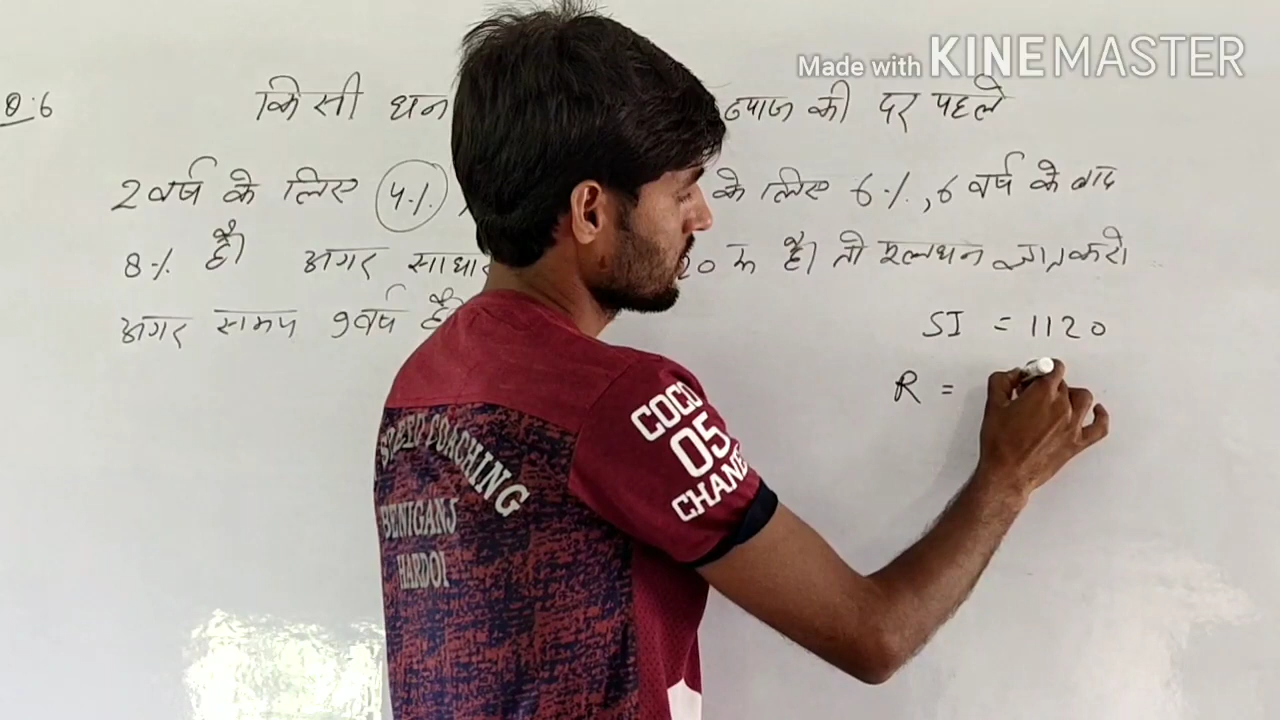 Made with KINEMASTER
Q.6 किसी धन ब्याज की दर पहले
2 वर्ष के लिए 4.%, के लिए 6.%, 6 वर्ष के बाद
8.% है। अगर साधा 20 रू है। तो मूलधन ज्ञात करो
अगर समय 9 वर्ष है
SI = 1120
R =
COCO
05
CHANE
SPEED COACHING
BENIGANJ
HARDOI